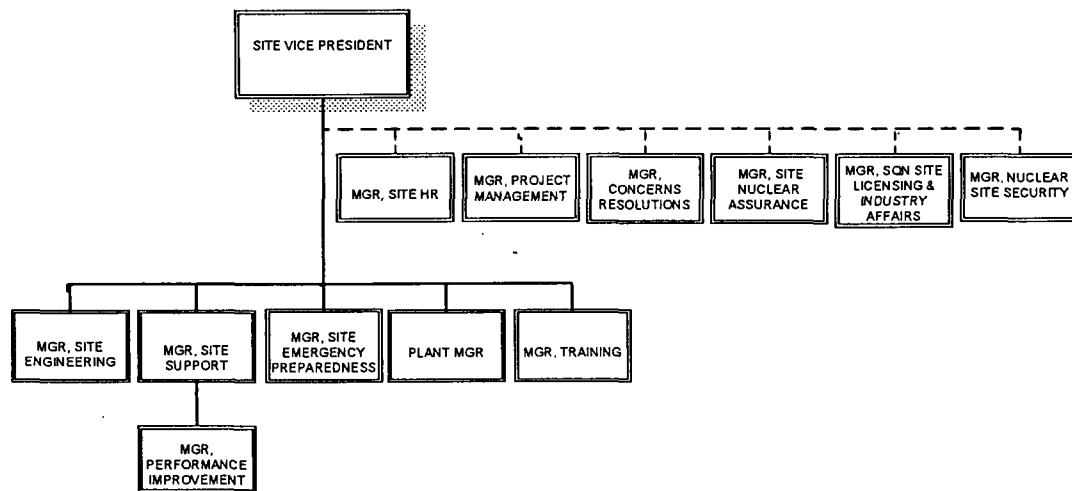 SITE VICE PRESIDENT
MGR, SITE HR
MGR, PROJECT
MANAGEMENT
MGR,
CONCERNS
RESOLUTIONS
MGR, SITE
NUCLEAR
ASSURANCE
MGR, SQN SITE
LICENSING &
INDUSTRY
AFFAIRS
MGR, NUCLEAR
SITE SECURITY
MGR, SITE
ENGINEERING
MGR, SITE
SUPPORT
MGR, SITE
EMERGENCY
PREPAREDNESS
PLANT MGR
MGR, TRAINING
MGR,
PERFORMANCE
IMPROVEMENT